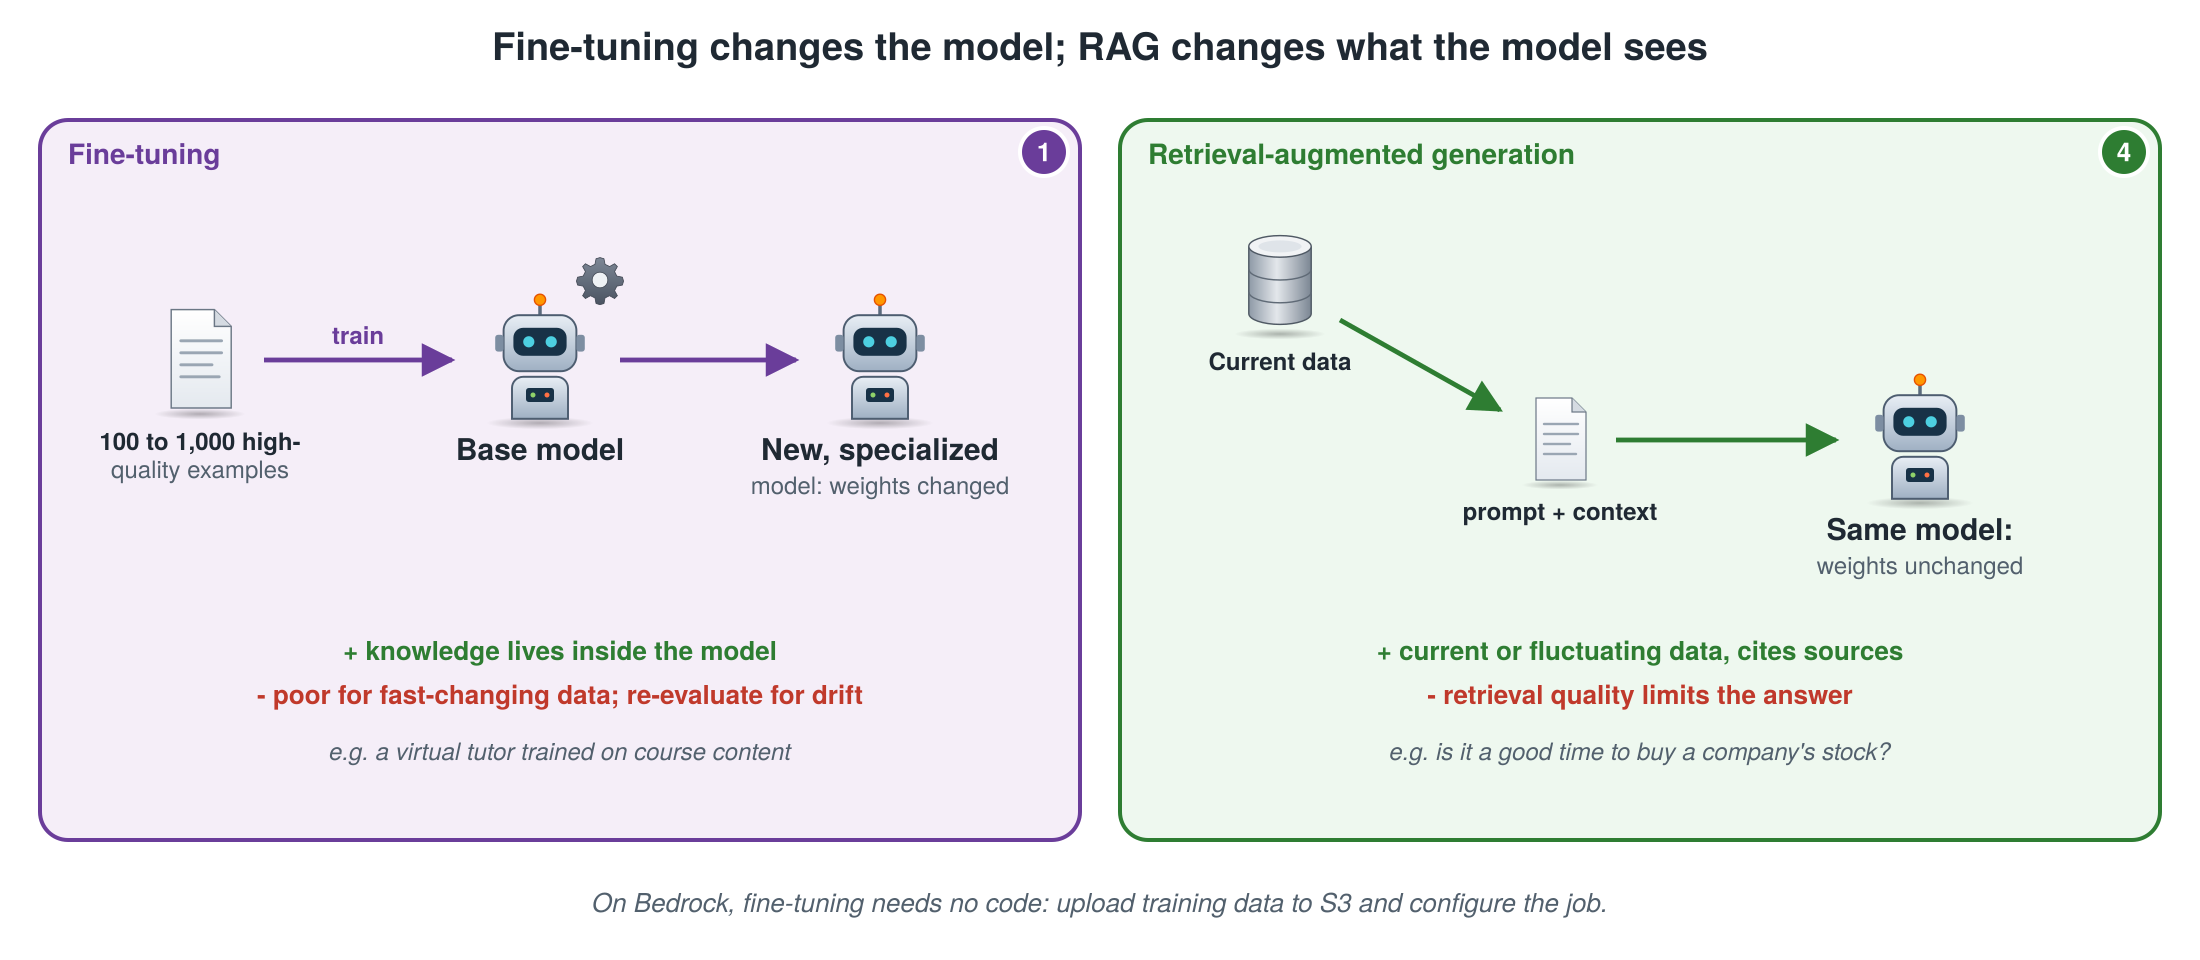 Fine-tuning changes the model; RAG changes what the model sees
Fine-tuning
1
train
100 to 1,000 high-
quality examples
Base model
New, specialized
model: weights changed
+ knowledge lives inside the model
- poor for fast-changing data; re-evaluate for drift
e.g. a virtual tutor trained on course content
Retrieval-augmented generation
4
Current data
prompt + context
Same model:
weights unchanged
+ current or fluctuating data, cites sources
- retrieval quality limits the answer
e.g. is it a good time to buy a company's stock?
On Bedrock, fine-tuning needs no code: upload training data to S3 and configure the job.